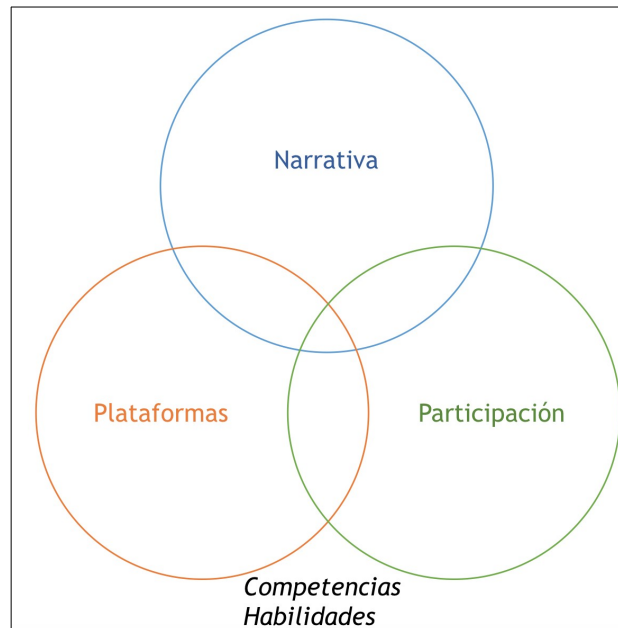 Narrativa
Plataformas
Participación
Competencias
Habilidades